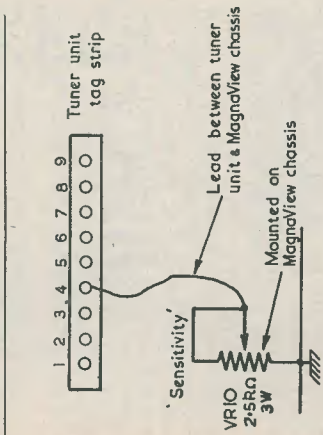 Tuner unit
tag strip
1 2 3 4 5 6 7 8 9
Lead between tuner
unit & MagnaView chassis
'Sensitivity'
VR10
2·5RΩ
3W
Mounted on
MagnaView chassis